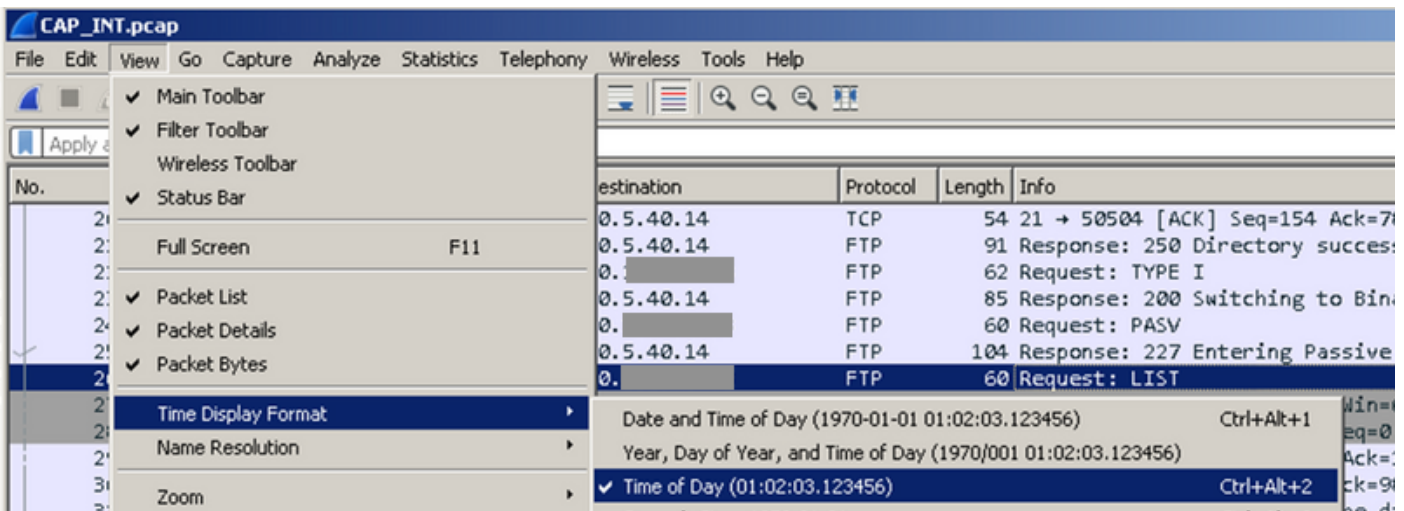 CAP_INT.pcap
File Edit View Go Capture Analyze Statistics Telephony Wireless Tools Help
Main Toolbar
Apply
Filter Toolbar
Wireless Toolbar
No. estination Protocol Length Info
Status Bar
0.5.40.14 TCP 54 21 → 50504 [ACK] Seq=154 Ack=7
Full Screen F11
0.5.40.14 FTP 91 Response: 250 Directory succes
0. FTP 62 Request: TYPE I
Packet List
0.5.40.14 FTP 85 Response: 200 Switching to Bin
Packet Details
0. FTP 60 Request: PASV
0.5.40.14 FTP 104 Response: 227 Entering Passive
Packet Bytes
0. FTP 60 Request: LIST
Time Display Format
Date and Time of Day (1970-01-01 01:02:03.123456) Ctrl+Alt+1
Name Resolution
Year, Day of Year, and Time of Day (1970/001 01:02:03.123456)
Zoom
Time of Day (01:02:03.123456) Ctrl+Alt+2